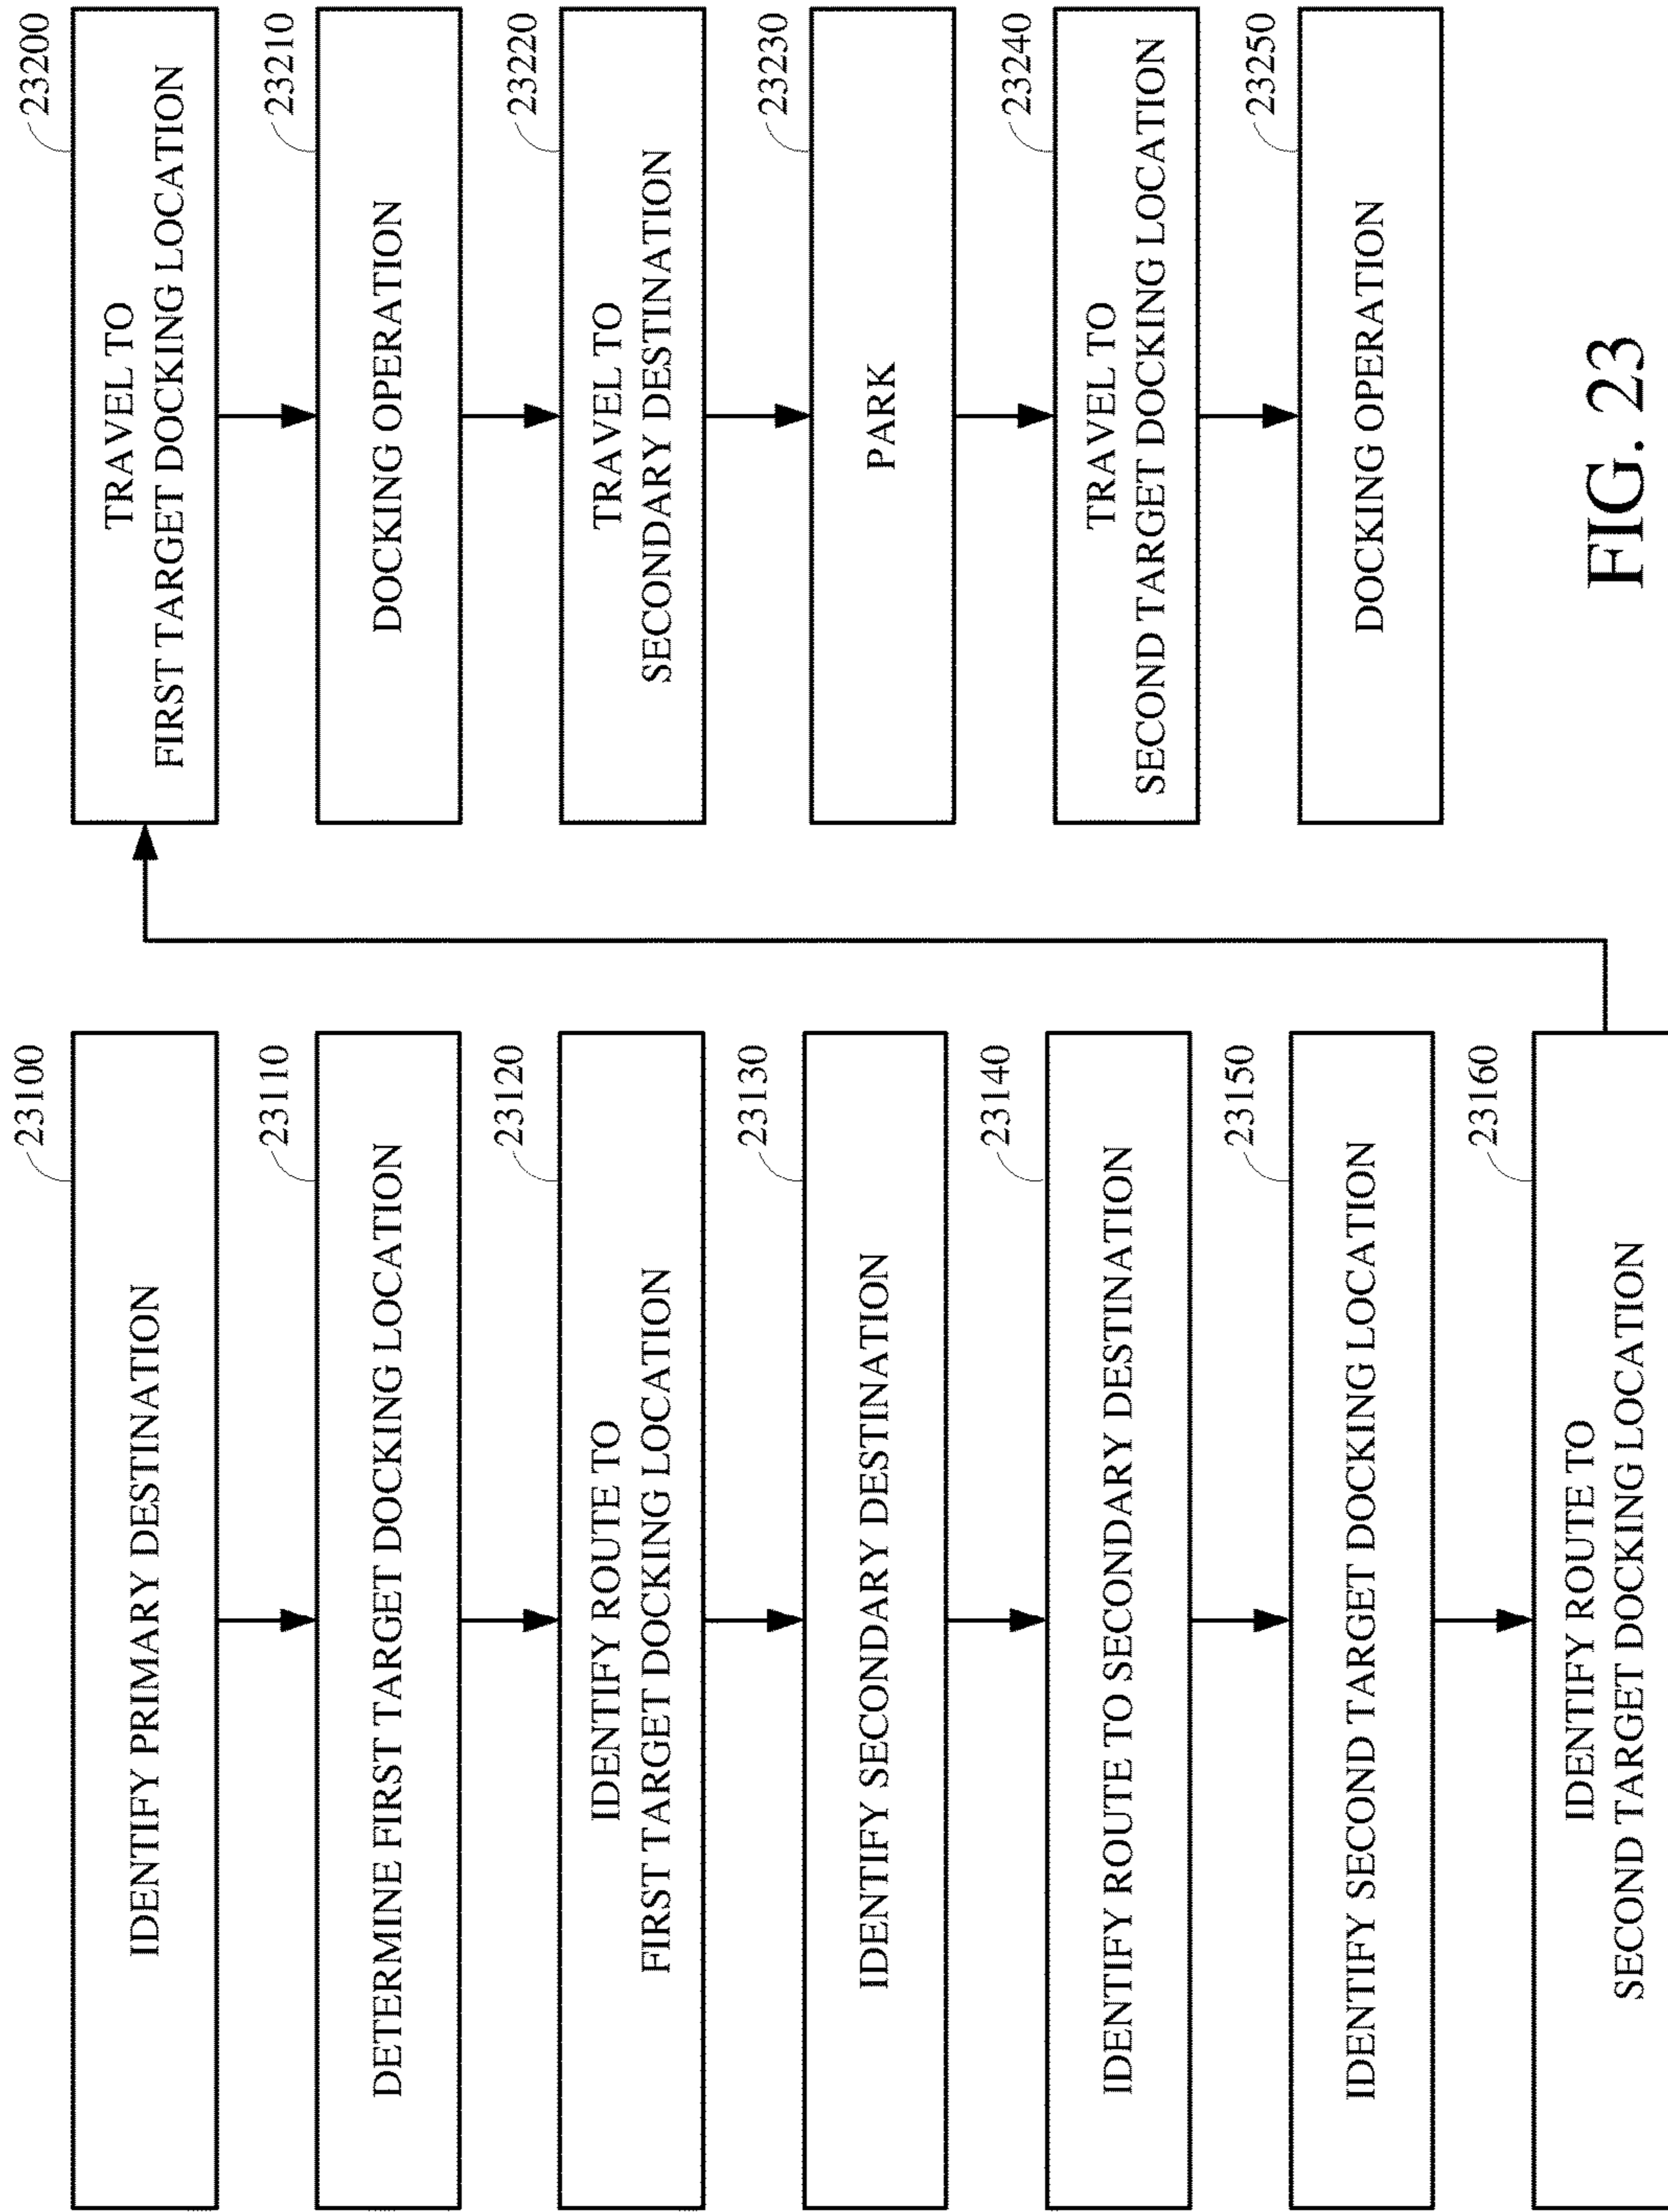 23100
IDENTIFY PRIMARY DESTINATION
23110
DETERMINE FIRST TARGET DOCKING LOCATION
23120
IDENTIFY ROUTE TO
FIRST TARGET DOCKING LOCATION
23130
IDENTIFY SECONDARY DESTINATION
23140
IDENTIFY ROUTE TO SECONDARY DESTINATION
23150
IDENTIFY SECOND TARGET DOCKING LOCATION
23160
IDENTIFY ROUTE TO
SECOND TARGET DOCKING LOCATION
23200
TRAVEL TO
FIRST TARGET DOCKING LOCATION
23210
DOCKING OPERATION
23220
TRAVEL TO
SECONDARY DESTINATION
23230
PARK
23240
TRAVEL TO
SECOND TARGET DOCKING LOCATION
23250
DOCKING OPERATION
FIG. 23